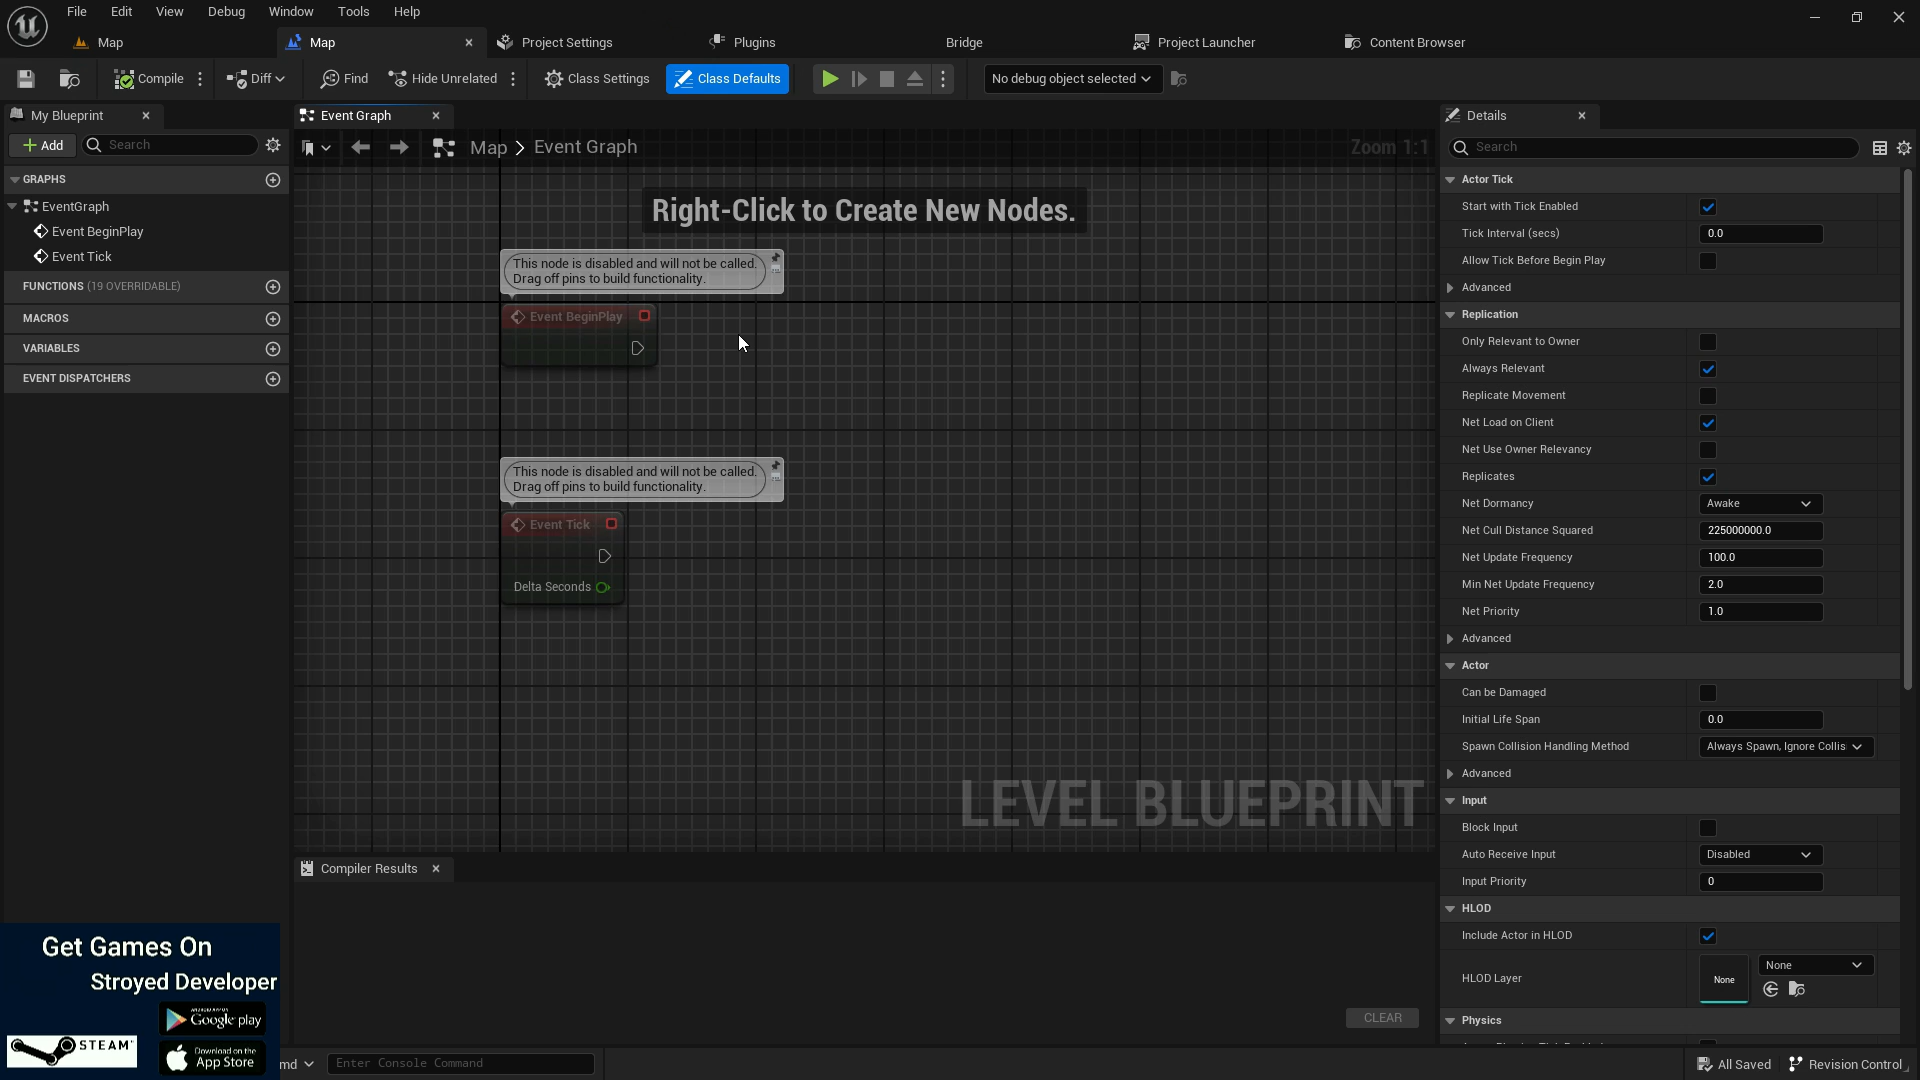 File Edit View Debug Window Tools Help
Map Map Project Settings Plugins Bridge Project Launcher Content Browser
Compile Diff Find Hide Unrelated Class Settings Class Defaults No debug object selected
My Blueprint Event Graph Details
Add Search Map > Event Graph Zoom 1:1 Search
GRAPHS
EventGraph
Event BeginPlay
Event Tick
FUNCTIONS (19 OVERRIDABLE)
MACROS
VARIABLES
EVENT DISPATCHERS
Right-Click to Create New Nodes.
This node is disabled and will not be called.
Drag off pins to build functionality.
Event BeginPlay
This node is disabled and will not be called.
Drag off pins to build functionality.
Event Tick
Delta Seconds
LEVEL BLUEPRINT
Compiler Results
CLEAR
Actor Tick
Start with Tick Enabled
Tick Interval (secs) 0.0
Allow Tick Before Begin Play
Advanced
Replication
Only Relevant to Owner
Always Relevant
Replicate Movement
Net Load on Client
Net Use Owner Relevancy
Replicates
Net Dormancy Awake
Net Cull Distance Squared 225000000.0
Net Update Frequency 100.0
Min Net Update Frequency 2.0
Net Priority 1.0
Advanced
Actor
Can be Damaged
Initial Life Span 0.0
Spawn Collision Handling Method Always Spawn, Ignore Collis
Advanced
Input
Block Input
Auto Receive Input Disabled
Input Priority 0
HLOD
Include Actor in HLOD
HLOD Layer None None
Physics
Get Games On
Stroyed Developer
Google play
STEAM
Download on the
App Store
md Enter Console Command
All Saved Revision Control